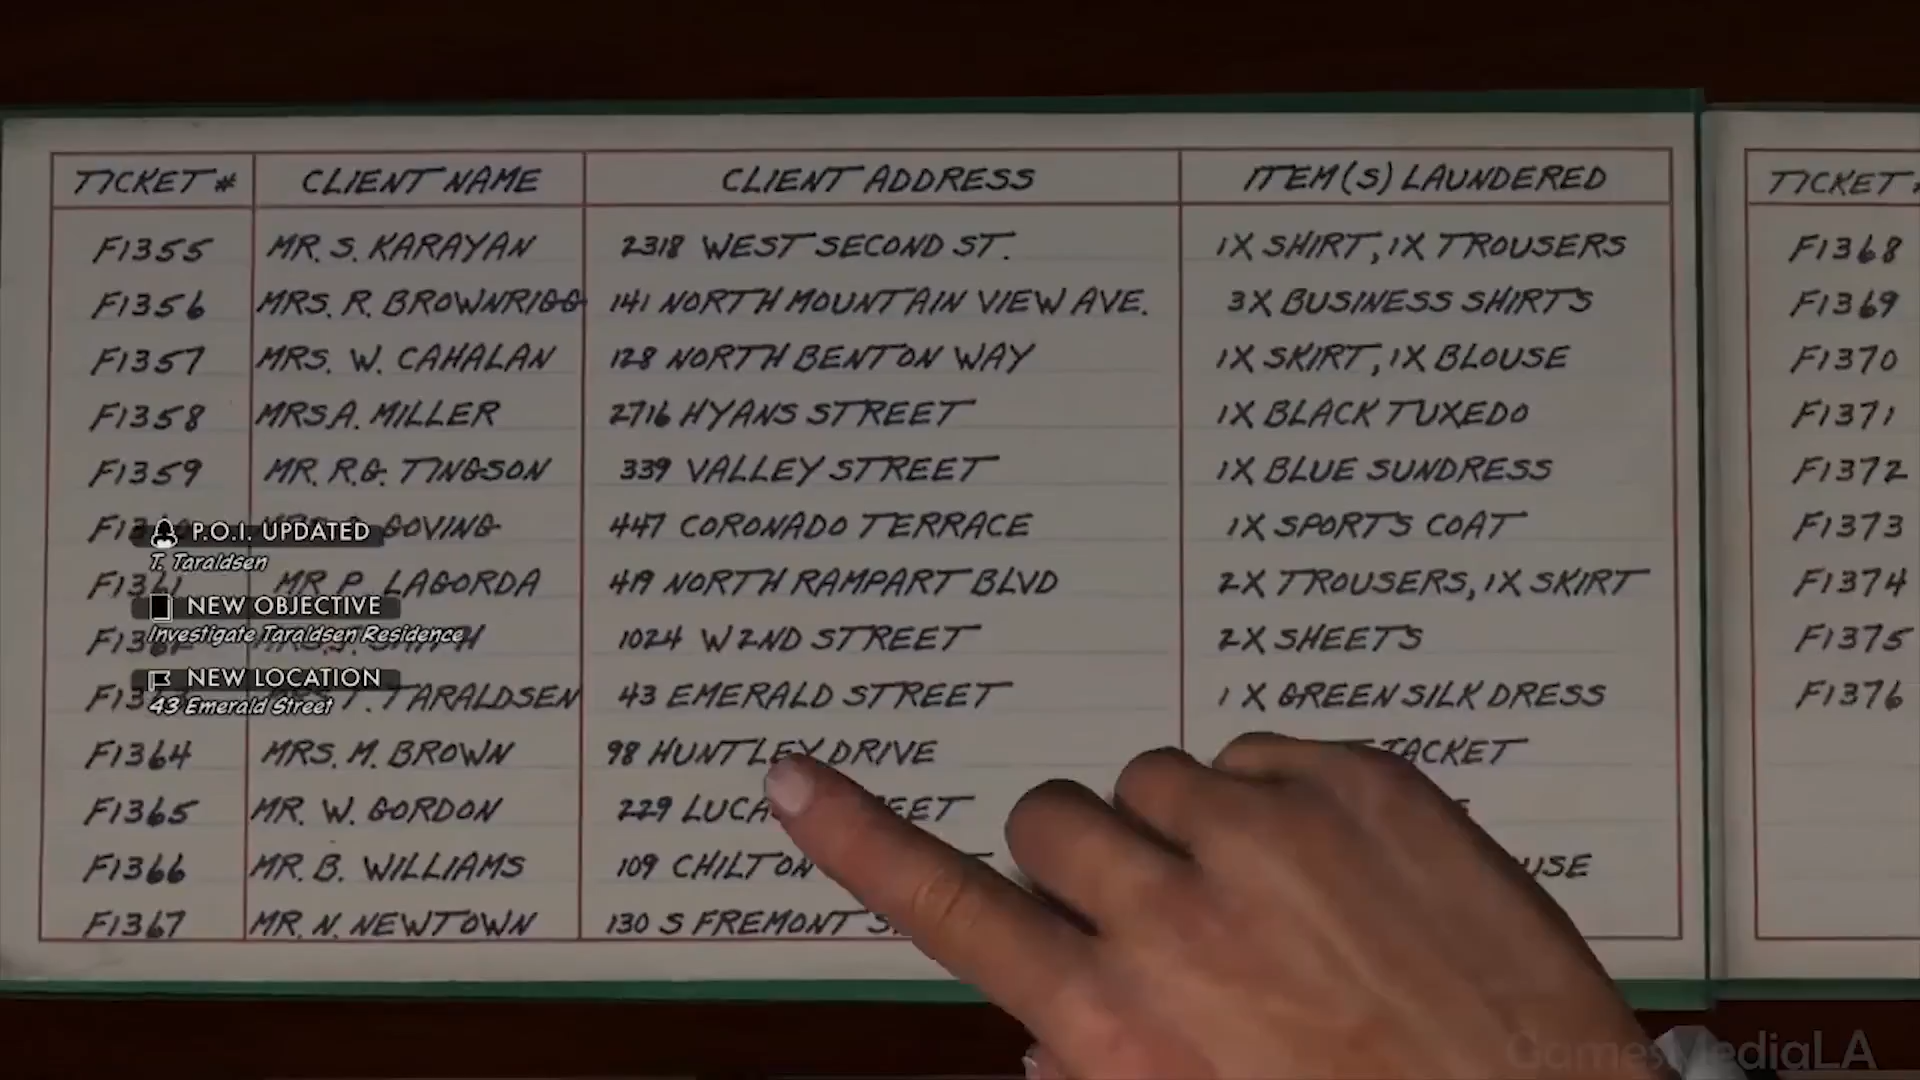 TICKET # CLIENT NAME CLIENT ADDRESS ITEM(S) LAUNDERED TICKET
F1355 MR. S. KARAYAN 2318 WEST SECOND ST. 1X SHIRT, 1X TROUSERS F1368
F1356 MRS. R. BROWNRIGG 141 NORTH MOUNTAIN VIEW AVE. 3X BUSINESS SHIRTS F1369
F1357 MRS. W. CAHALAN 128 NORTH BENTON WAY 1X SKIRT, 1X BLOUSE F1370
F1358 MRS A. MILLER 2716 HYANS STREET 1X BLACK TUXEDO F1371
F1359 MR. R.G. TINGSON 339 VALLEY STREET 1X BLUE SUNDRESS F1372
GOVING 447 CORONADO TERRACE 1X SPORTS COAT F1373
P.O.I. UPDATED
T. Taraldsen
F1361 MR P. LAGORDA 419 NORTH RAMPART BLVD 2X TROUSERS, 1X SKIRT F1374
NEW OBJECTIVE
Investigate Taraldsen Residence
1024 W 2ND STREET 2X SHEETS F1375
NEW LOCATION
43 Emerald Street
T. TARALDSEN 43 EMERALD STREET 1 X GREEN SILK DRESS F1376
F1364 MRS. M. BROWN 98 HUNTLEY DRIVE JACKET
F1365 MR. W. GORDON 229
F1366 MR. B. WILLIAMS 109 CHILTON
F1367 MR. N. NEWTOWN 130 S FREMONT
GamesMediaLA